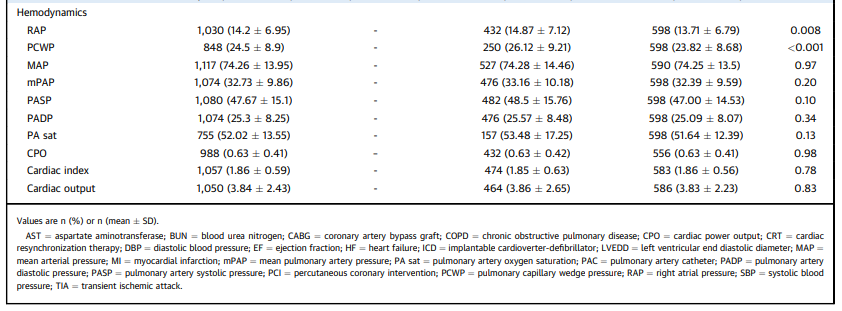 Hemodynamics
RAP 1,030 (14.2 ± 6.95) - 432 (14.87 ± 7.12) 598 (13.71 ± 6.79) 0.008
PCWP 848 (24.5 ± 8.9) - 250 (26.12 ± 9.21) 598 (23.82 ± 8.68) <0.001
MAP 1,117 (74.26 ± 13.95) - 527 (74.28 ± 14.46) 590 (74.25 ± 13.5) 0.97
mPAP 1,074 (32.73 ± 9.86) - 476 (33.16 ± 10.18) 598 (32.39 ± 9.59) 0.20
PASP 1,080 (47.67 ± 15.1) - 482 (48.5 ± 15.76) 598 (47.00 ± 14.53) 0.10
PADP 1,074 (25.3 ± 8.25) - 476 (25.57 ± 8.48) 598 (25.09 ± 8.07) 0.34
PA sat 755 (52.02 ± 13.55) - 157 (53.48 ± 17.25) 598 (51.64 ± 12.39) 0.13
CPO 988 (0.63 ± 0.41) - 432 (0.63 ± 0.42) 556 (0.63 ± 0.41) 0.98
Cardiac index 1,057 (1.86 ± 0.59) - 474 (1.85 ± 0.63) 583 (1.86 ± 0.56) 0.78
Cardiac output 1,050 (3.84 ± 2.43) - 464 (3.86 ± 2.65) 586 (3.83 ± 2.23) 0.83
Values are n (%) or n (mean ± SD).
AST = aspartate aminotransferase; BUN = blood urea nitrogen; CABG = coronary artery bypass graft; COPD = chronic obstructive pulmonary disease; CPO = cardiac power output; CRT = cardiac
resynchronization therapy; DBP = diastolic blood pressure; EF = ejection fraction; HF = heart failure; ICD = implantable cardioverter-defibrillator; LVEDD = left ventricular end diastolic diameter; MAP =
mean arterial pressure; MI = myocardial infarction; mPAP = mean pulmonary artery pressure; PA sat = pulmonary artery oxygen saturation; PAC = pulmonary artery catheter; PADP = pulmonary artery
diastolic pressure; PASP = pulmonary artery systolic pressure; PCI = percutaneous coronary intervention; PCWP = pulmonary capillary wedge pressure; RAP = right atrial pressure; SBP = systolic blood
pressure; TIA = transient ischemic attack.